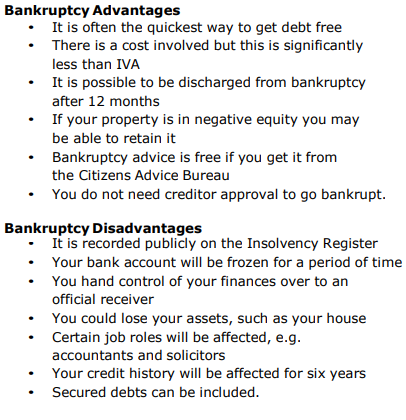 Bankruptcy Advantages
• It is often the quickest way to get debt free
• There is a cost involved but this is significantly
less than IVA
• It is possible to be discharged from bankruptcy
after 12 months
• If your property is in negative equity you may
be able to retain it
• Bankruptcy advice is free if you get it from
the Citizens Advice Bureau
• You do not need creditor approval to go bankrupt.
Bankruptcy Disadvantages
• It is recorded publicly on the Insolvency Register
• Your bank account will be frozen for a period of time
• You hand control of your finances over to an
official receiver
• You could lose your assets, such as your house
• Certain job roles will be affected, e.g.
accountants and solicitors
• Your credit history will be affected for six years
• Secured debts can be included.